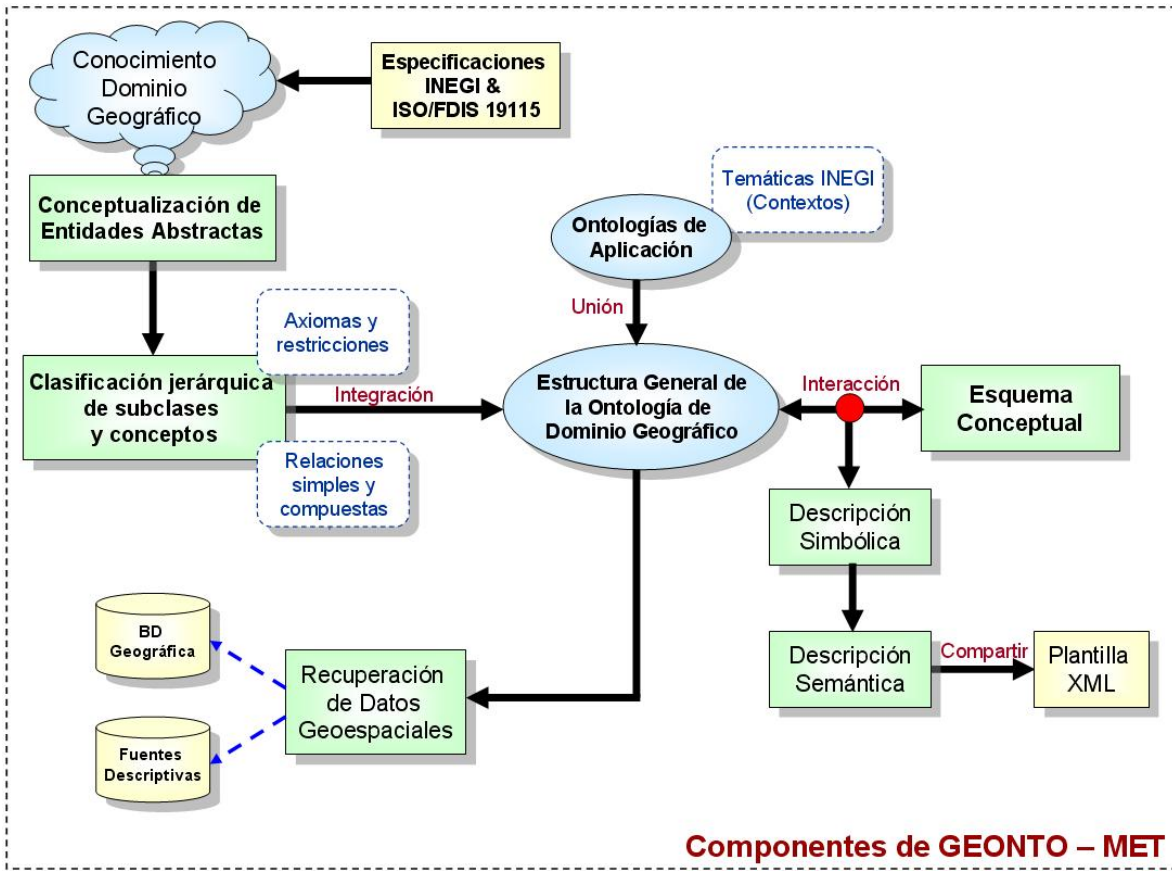 Conocimiento
Dominio
Geográfico
Especificaciones
INEGI &
ISO/FDIS 19115
Conceptualización de
Entidades Abstractas
Temáticas INEGI
(Contextos)
Ontologías de
Aplicación
Unión
Axiomas y
restricciones
Clasificación jerárquica
de subclases
y conceptos
Integración
Relaciones
simples y
compuestas
Estructura General de
la Ontología de
Dominio Geográfico
Interacción
Esquema
Conceptual
Descripción
Simbólica
Descripción
Semántica
Compartir
Plantilla
XML
BD
Geográfica
Recuperación
de Datos
Geoespaciales
Fuentes
Descriptivas
Componentes de GEONTO – MET